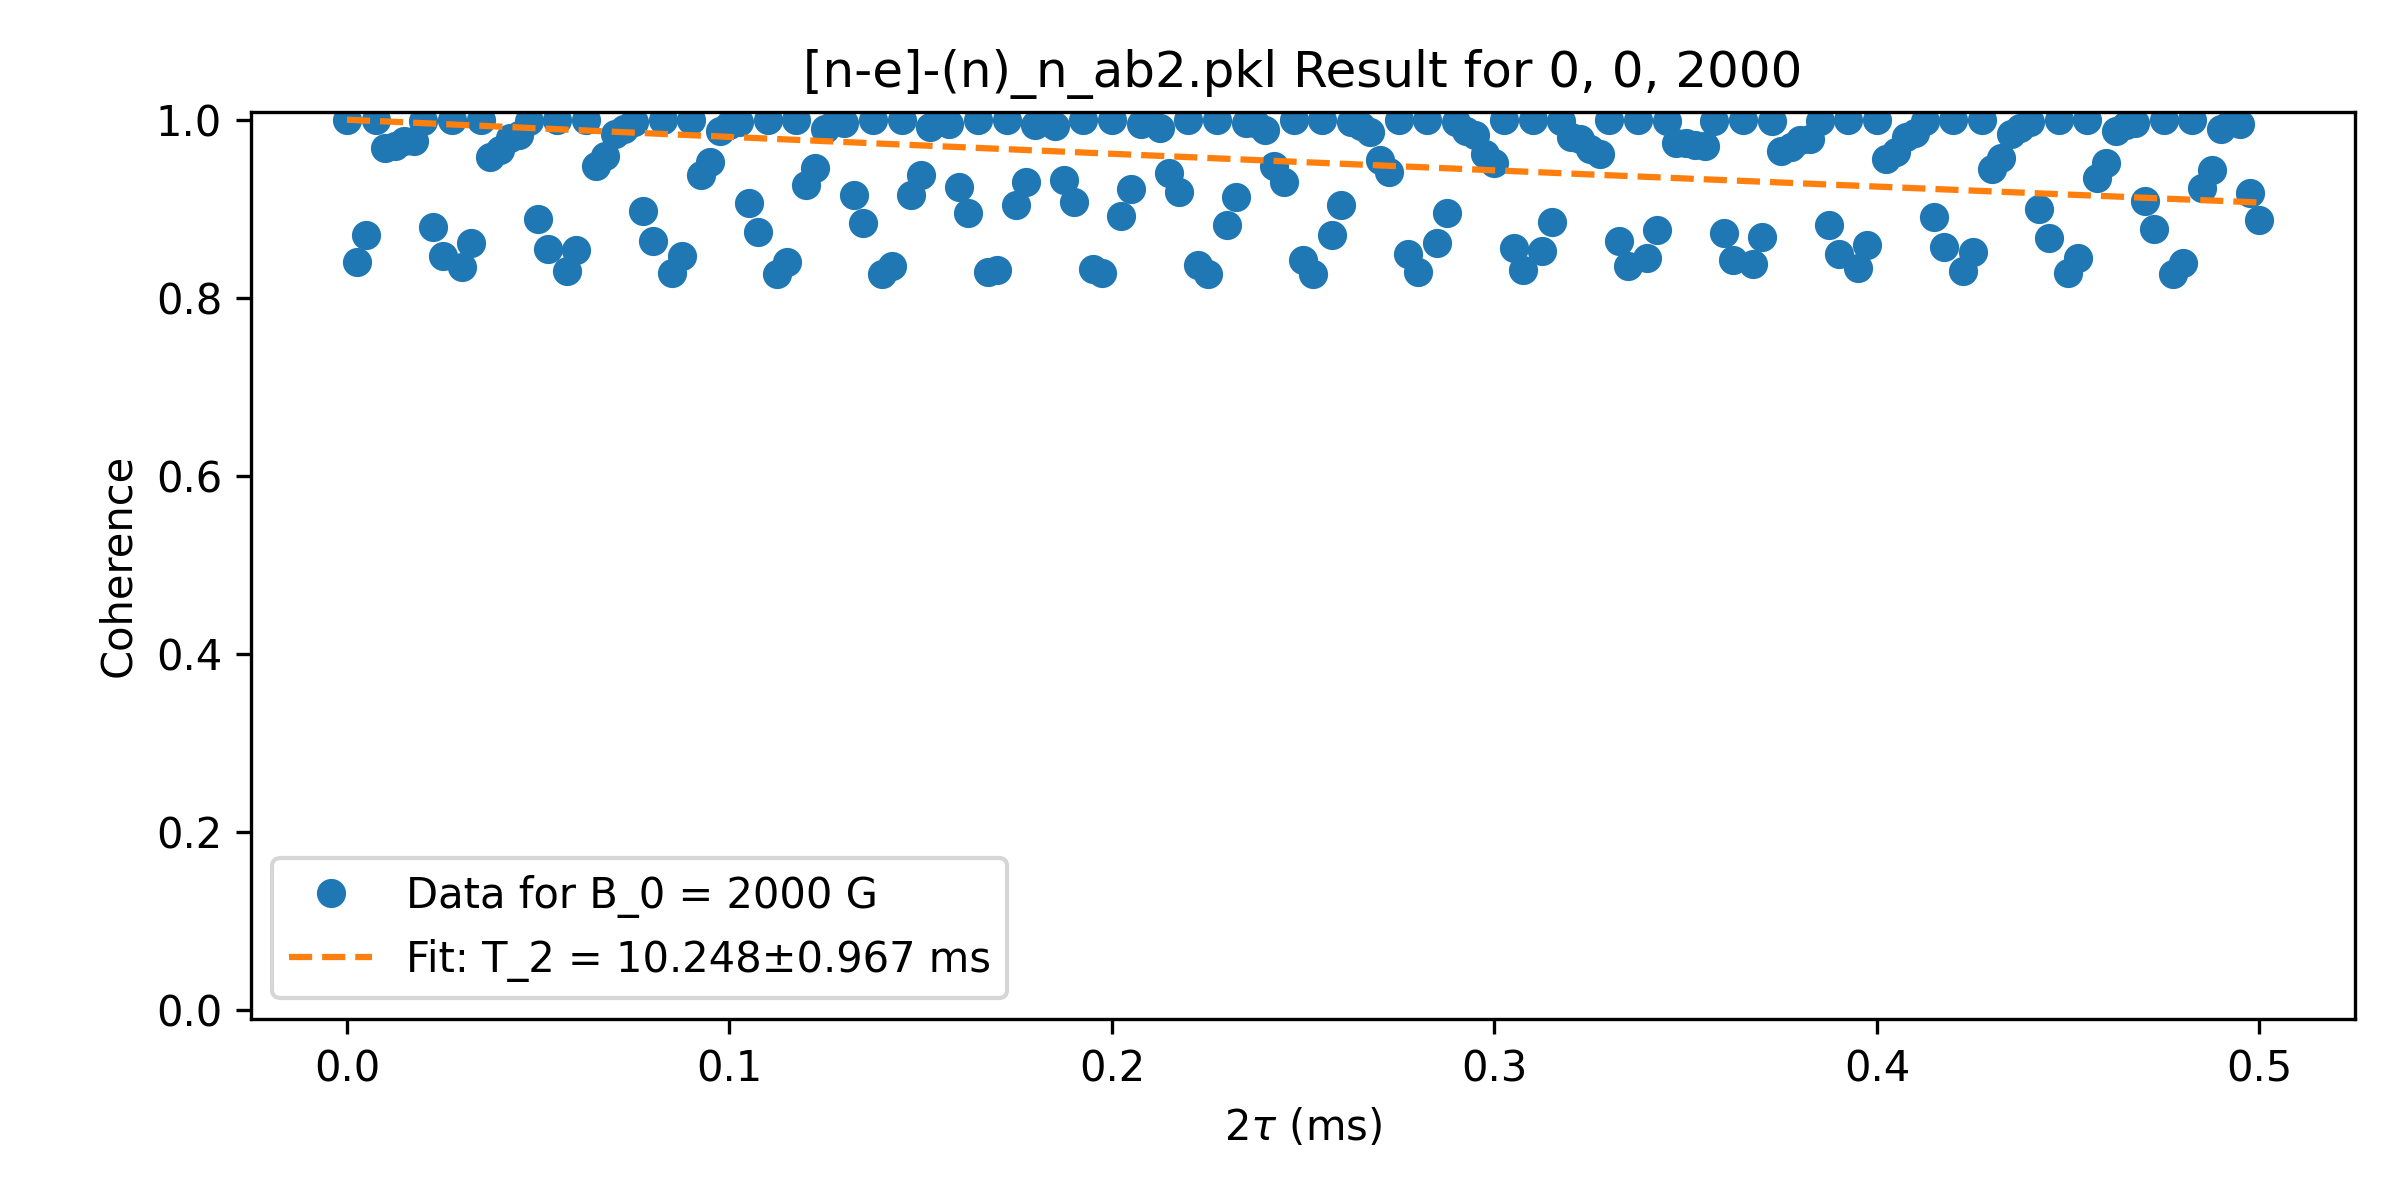 [n-e]-(n)_n_ab2.pkl Result for 0, 0, 2000
1.0
0.8
0.6
0.4
0.2
0.0
Coherence
Data for B_0 = 2000 G
Fit: T_2 = 10.248±0.967 ms
0.0 0.1 0.2 0.3 0.4 0.5
2τ (ms)